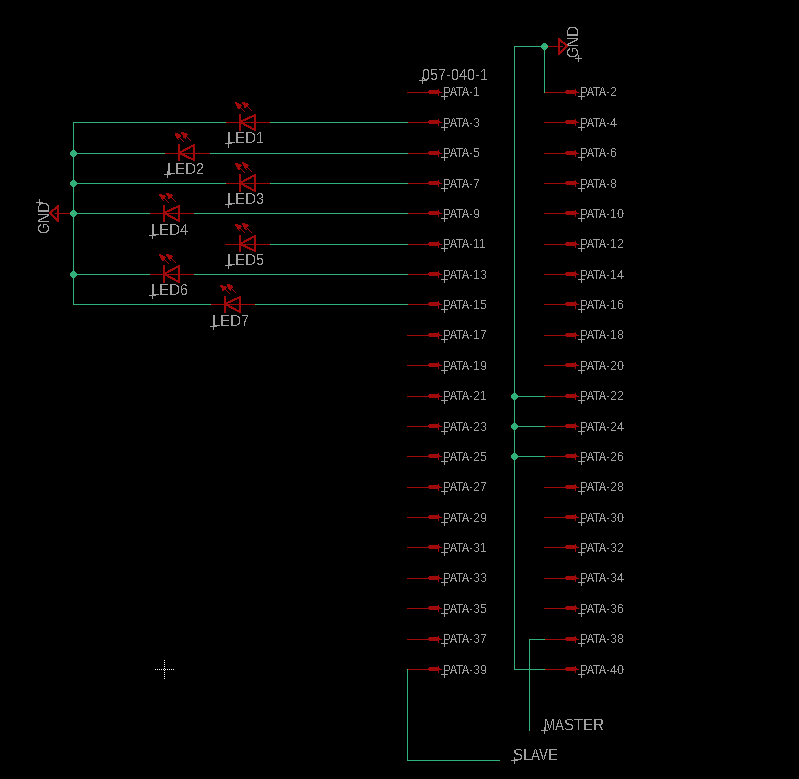 GND
057-040-1
PATA-1 PATA-2
LED1 PATA-3 PATA-4
LED2 PATA-5 PATA-6
LED3 PATA-7 PATA-8
GND LED4 PATA-9 PATA-10
LED5 PATA-11 PATA-12
LED6 PATA-13 PATA-14
LED7 PATA-15 PATA-16
PATA-17 PATA-18
PATA-19 PATA-20
PATA-21 PATA-22
PATA-23 PATA-24
PATA-25 PATA-26
PATA-27 PATA-28
PATA-29 PATA-30
PATA-31 PATA-32
PATA-33 PATA-34
PATA-35 PATA-36
PATA-37 PATA-38
PATA-39 PATA-40
MASTER
SLAVE